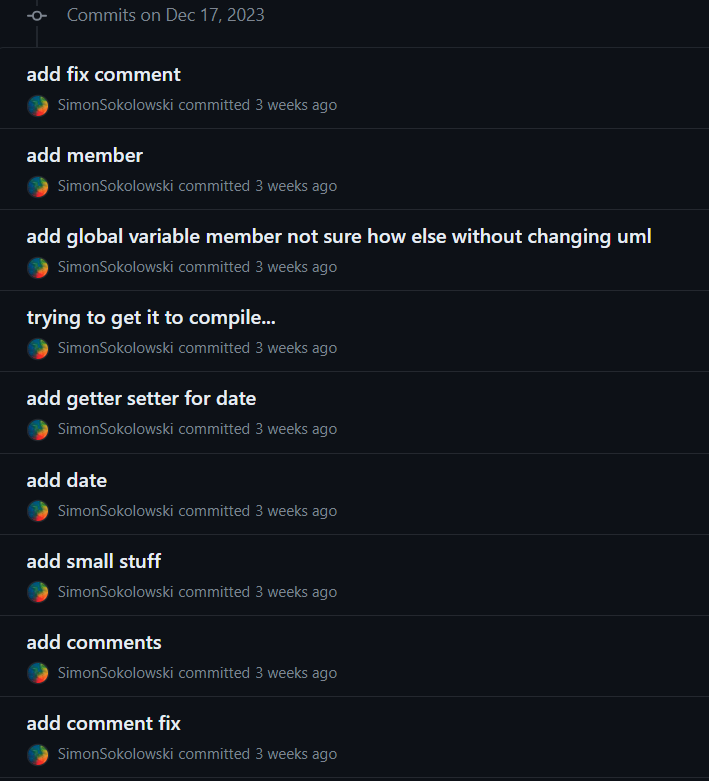 Commits on Dec 17, 2023
add fix comment
SimonSokolowski committed 3 weeks ago
add member
SimonSokolowski committed 3 weeks ago
add global variable member not sure how else without changing uml
SimonSokolowski committed 3 weeks ago
trying to get it to compile...
SimonSokolowski committed 3 weeks ago
add getter setter for date
SimonSokolowski committed 3 weeks ago
add date
SimonSokolowski committed 3 weeks ago
add small stuff
SimonSokolowski committed 3 weeks ago
add comments
SimonSokolowski committed 3 weeks ago
add comment fix
SimonSokolowski committed 3 weeks ago